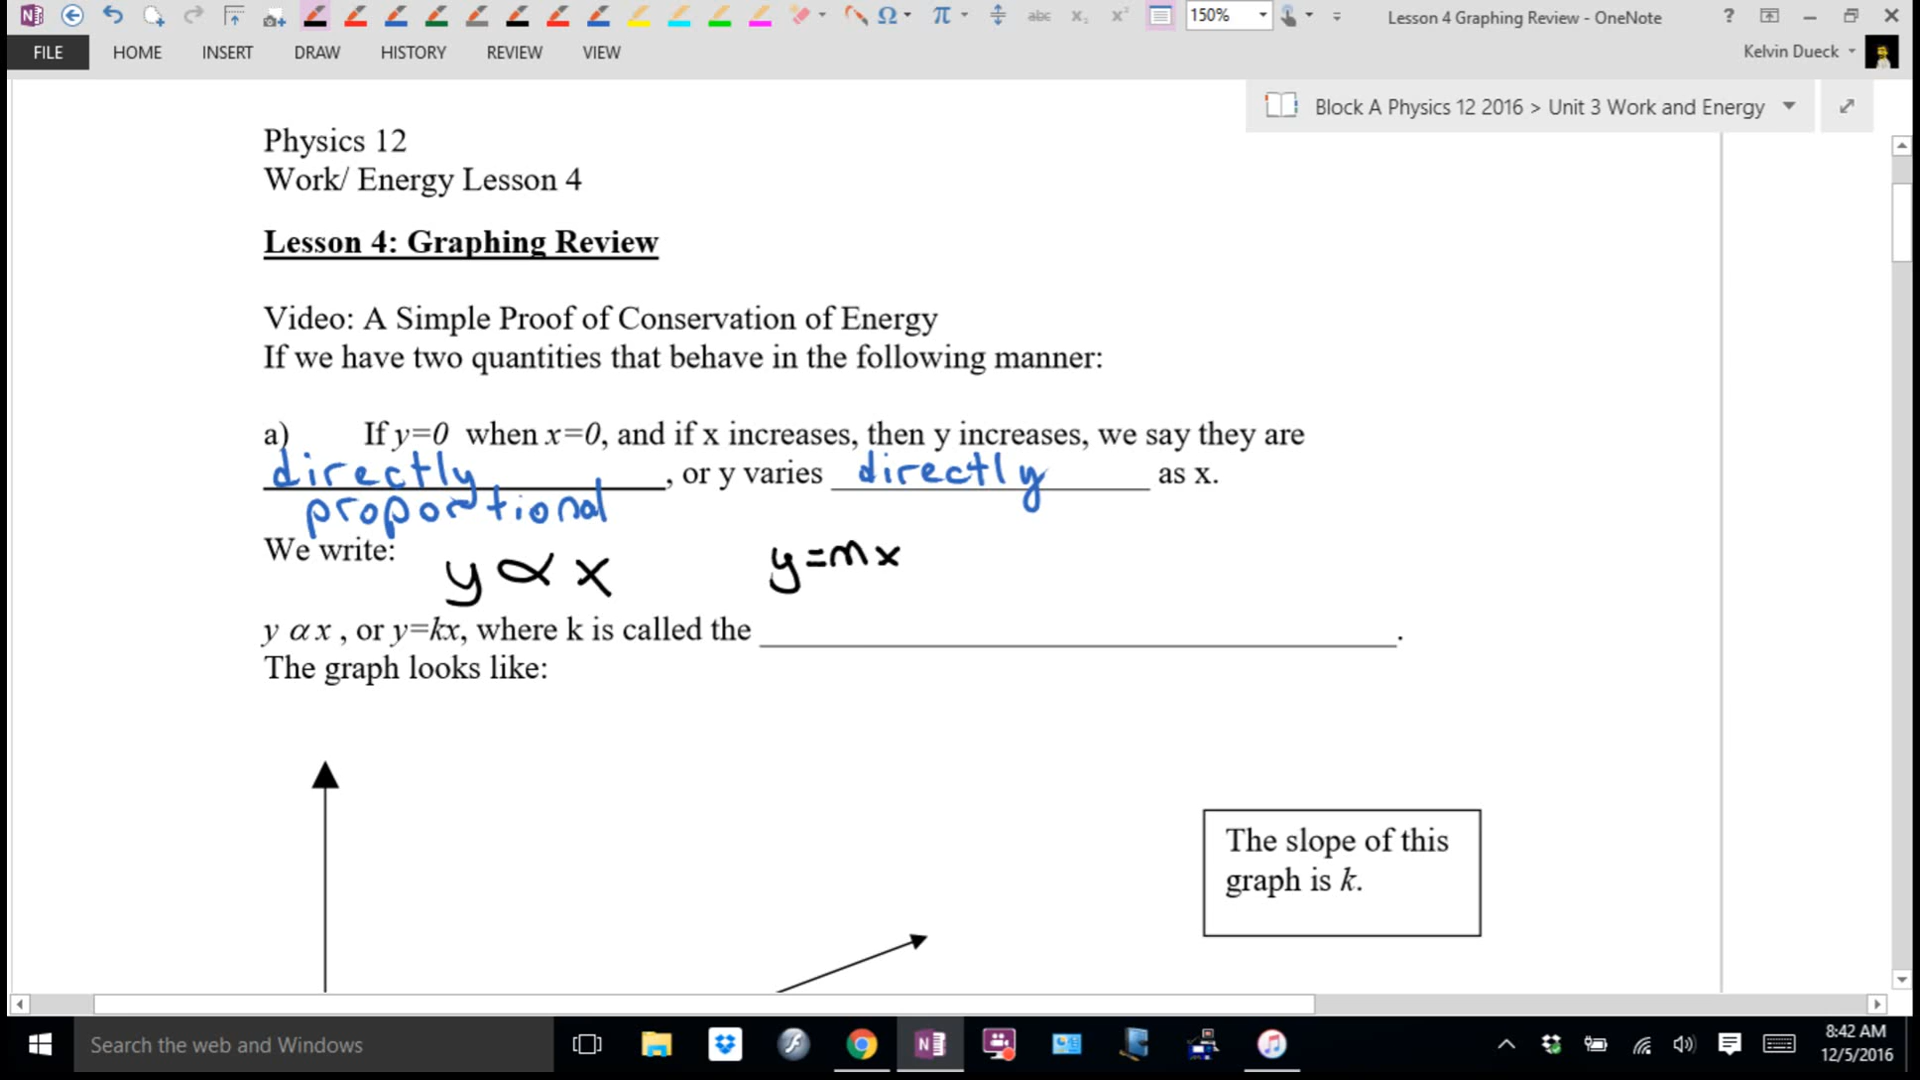 150%
Lesson 4 Graphing Review - OneNote
FILE HOME INSERT DRAW HISTORY REVIEW VIEW
Kelvin Dueck
Block A Physics 12 2016 > Unit 3 Work and Energy
Physics 12
Work/ Energy Lesson 4
Lesson 4: Graphing Review
Video: A Simple Proof of Conservation of Energy
If we have two quantities that behave in the following manner:
a) If y=0 when x=0, and if x increases, then y increases, we say they are
directly, or y varies directly as x.
proportional
We write: y ∝ x y=mx
y α x , or y=kx, where k is called the ____________________.
The graph looks like:
The slope of this
graph is k.
Search the web and Windows
8:42 AM
12/5/2016